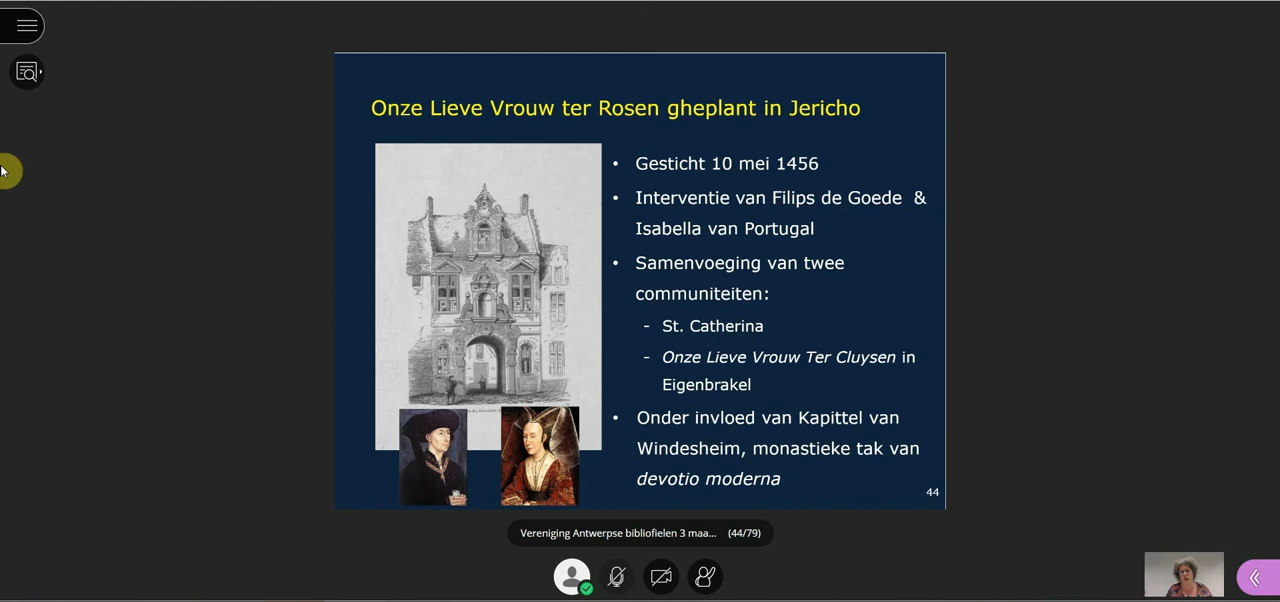 Onze Lieve Vrouw ter Rosen gheplant in Jericho
• Gesticht 10 mei 1456
• Interventie van Filips de Goede &
Isabella van Portugal
• Samenvoeging van twee
communiteiten:
- St. Catherina
- Onze Lieve Vrouw Ter Cluysen in
Eigenbrakel
• Onder invloed van Kapittel van
Windesheim, monastieke tak van
devotio moderna
44
Vereniging Antwerpse bibliofielen 3 maa... (44/79)